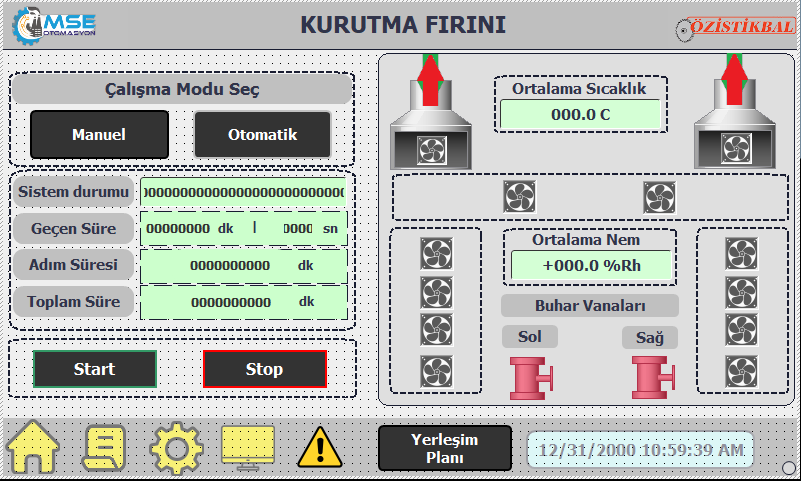 MSE
OTOMASYON
KURUTMA FIRINI
ÖZİSTİKBAL
Çalışma Modu Seç
Manuel
Otomatik
Sistem durumu
Geçen Süre
00000000 dk | 0000 sn
Adım Süresi
0000000000 dk
Toplam Süre
0000000000 dk
Start
Stop
Ortalama Sıcaklık
000.0 C
Ortalama Nem
+000.0 %Rh
Buhar Vanaları
Sol
Sağ
Yerleşim
Planı
12/31/2000 10:59:39 AM